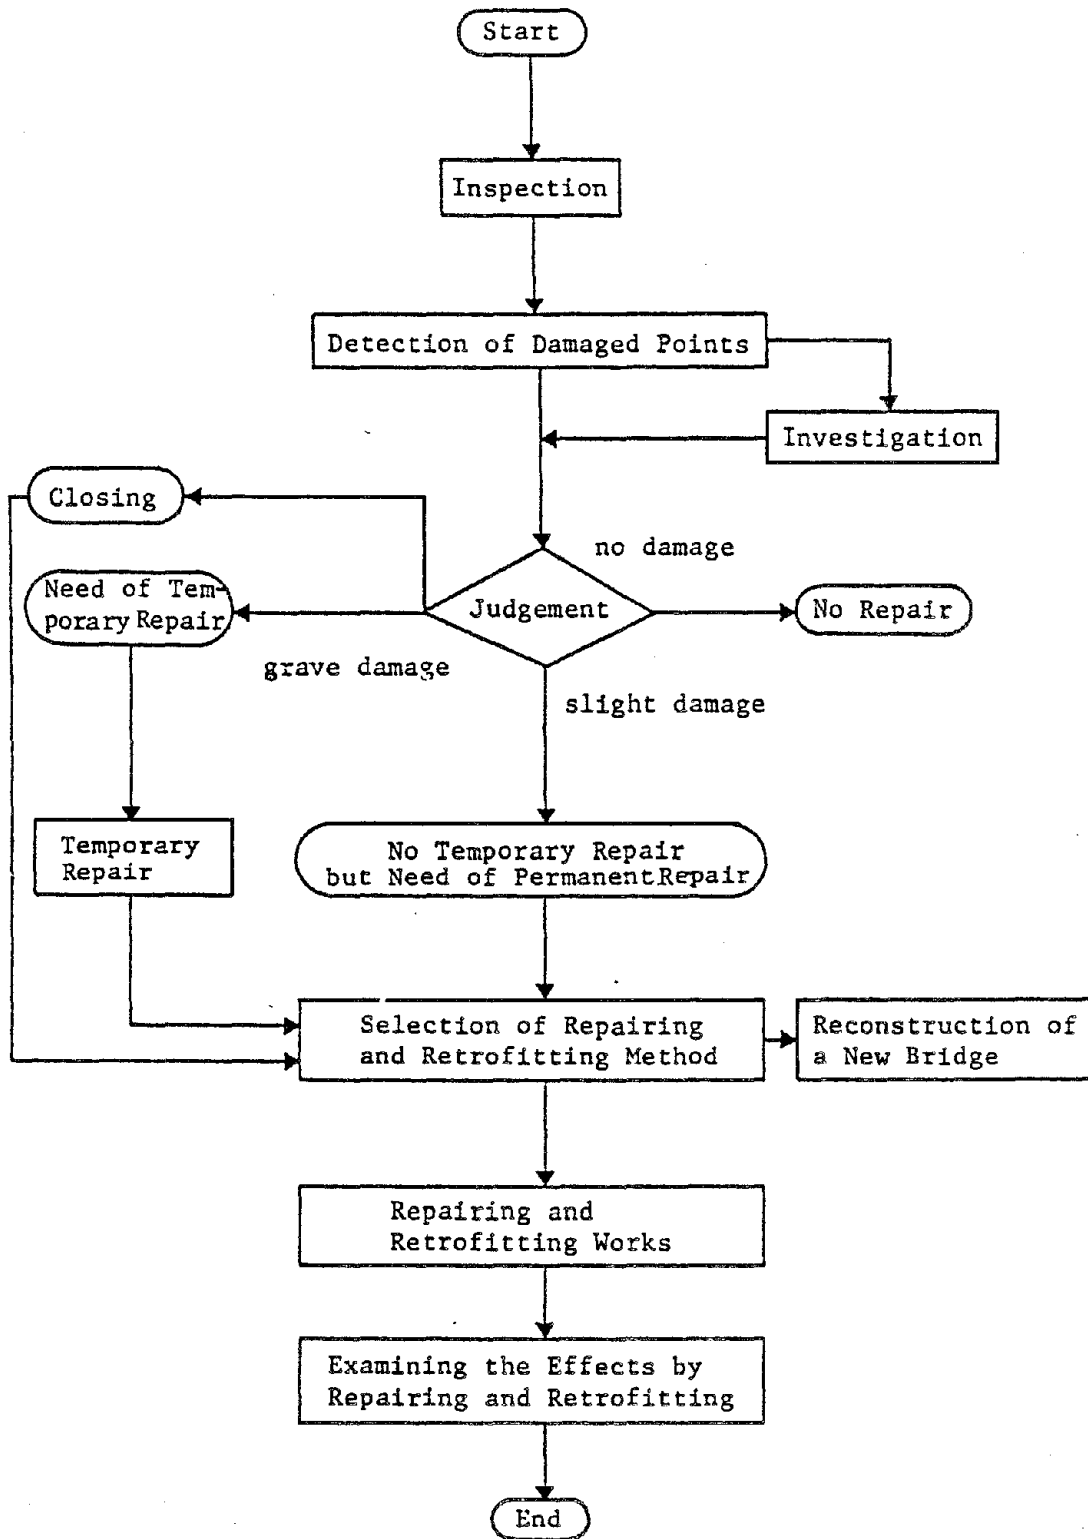 Start
Inspection
Detection of Damaged Points
Investigation
Closing
no damage
Need of Tem-
porary Repair
Judgement
No Repair
grave damage
slight damage
Temporary
Repair
No Temporary Repair
but Need of Permanent Repair
Selection of Repairing
and Retrofitting Method
Reconstruction of
a New Bridge
Repairing and
Retrofitting Works
Examining the Effects by
Repairing and Retrofitting
End